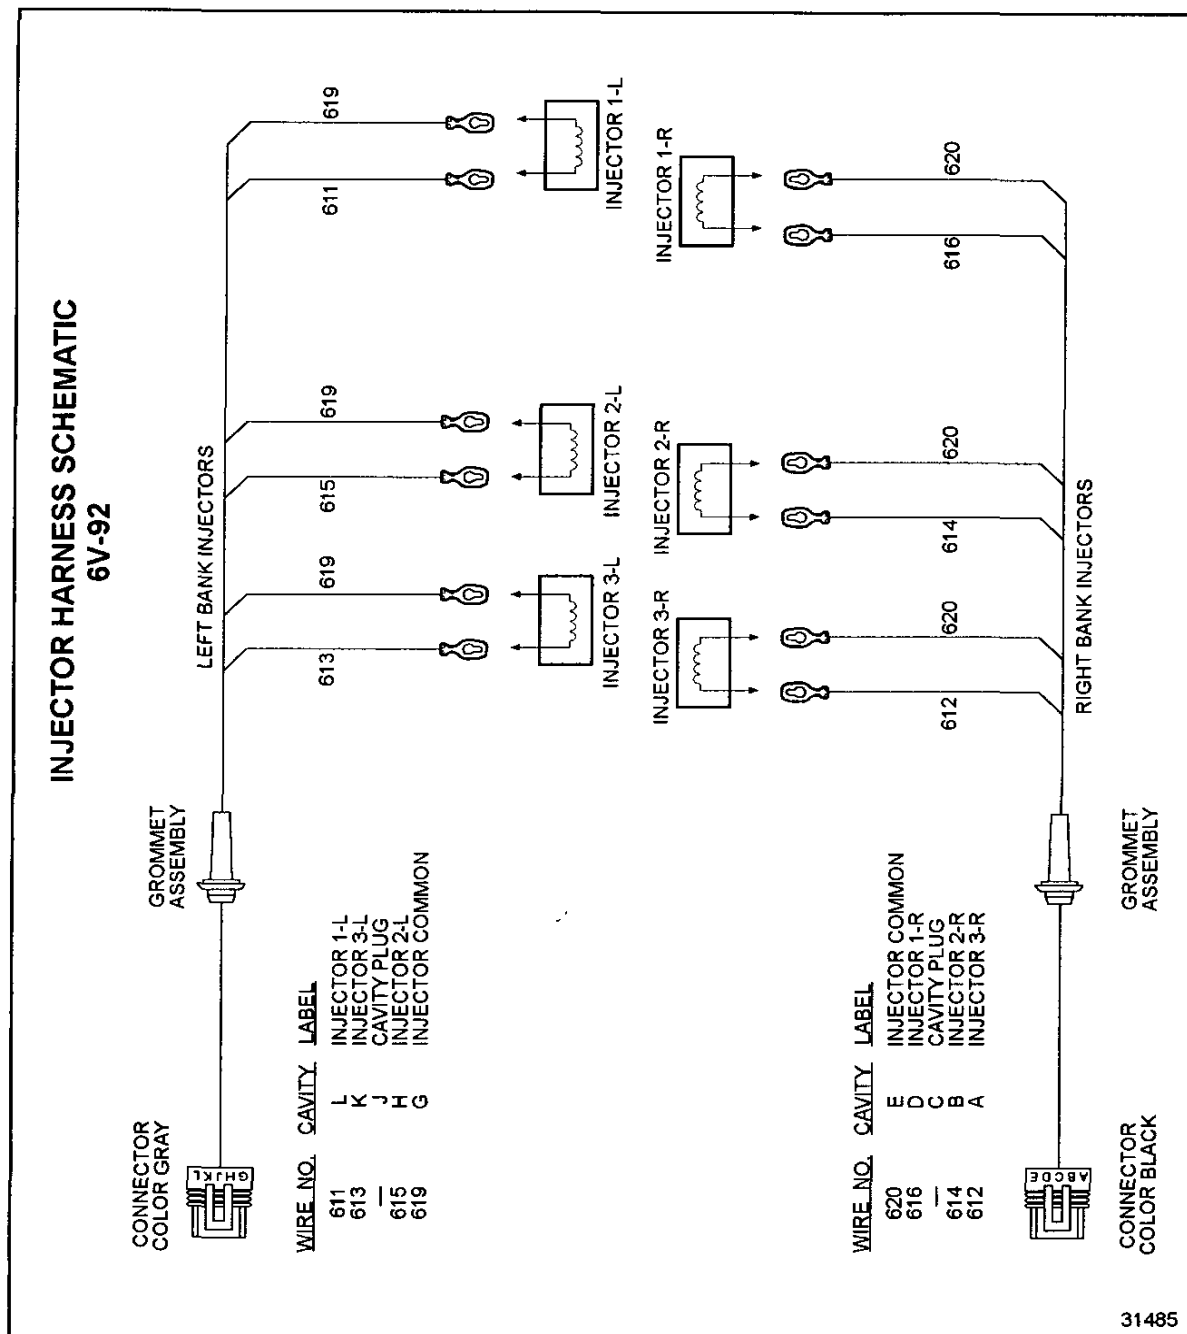 INJECTOR HARNESS SCHEMATIC
6V-92
CONNECTOR
COLOR GRAY
GHJKL
GROMMET
ASSEMBLY
LEFT BANK INJECTORS
613
619
615
619
611
619
INJECTOR 3-L
INJECTOR 2-L
INJECTOR 1-L
WIRE NO. CAVITY LABEL
611 L INJECTOR 1-L
613 K INJECTOR 3-L
— J CAVITY PLUG
615 H INJECTOR 2-L
619 G INJECTOR COMMON
INJECTOR 3-R
INJECTOR 2-R
INJECTOR 1-R
612
620
614
620
616
620
RIGHT BANK INJECTORS
WIRE NO. CAVITY LABEL
620 E INJECTOR COMMON
616 D INJECTOR 1-R
— C CAVITY PLUG
614 B INJECTOR 2-R
612 A INJECTOR 3-R
ABCDE
CONNECTOR
COLOR BLACK
GROMMET
ASSEMBLY
31485